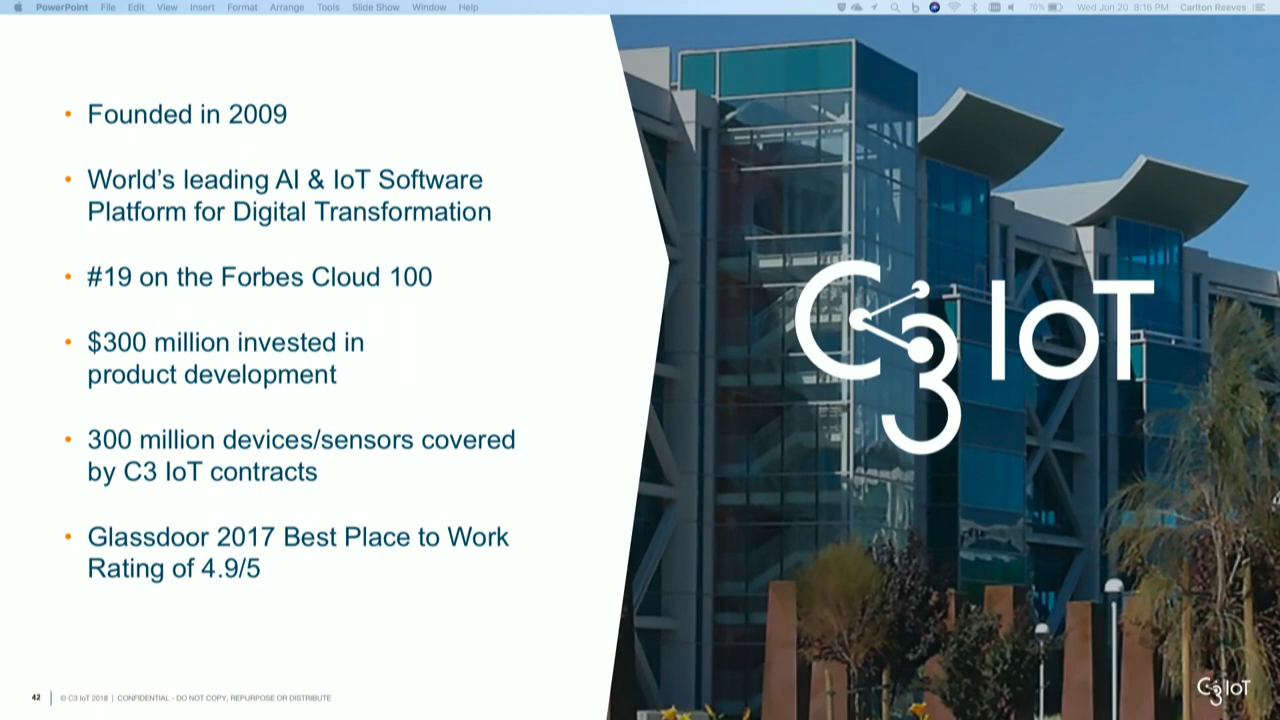 PowerPoint File Edit View Insert Format Arrange Tools Slide Show Window Help 70% Wed Jun 20 8:16 PM Carlton Reeves
• Founded in 2009
• World's leading AI & IoT Software
Platform for Digital Transformation
• #19 on the Forbes Cloud 100
• $300 million invested in
product development
• 300 million devices/sensors covered
by C3 IoT contracts
• Glassdoor 2017 Best Place to Work
Rating of 4.9/5
C3 IoT
42 | © C3 IoT 2018 | CONFIDENTIAL - DO NOT COPY, REPURPOSE OR DISTRIBUTE
C3 IoT